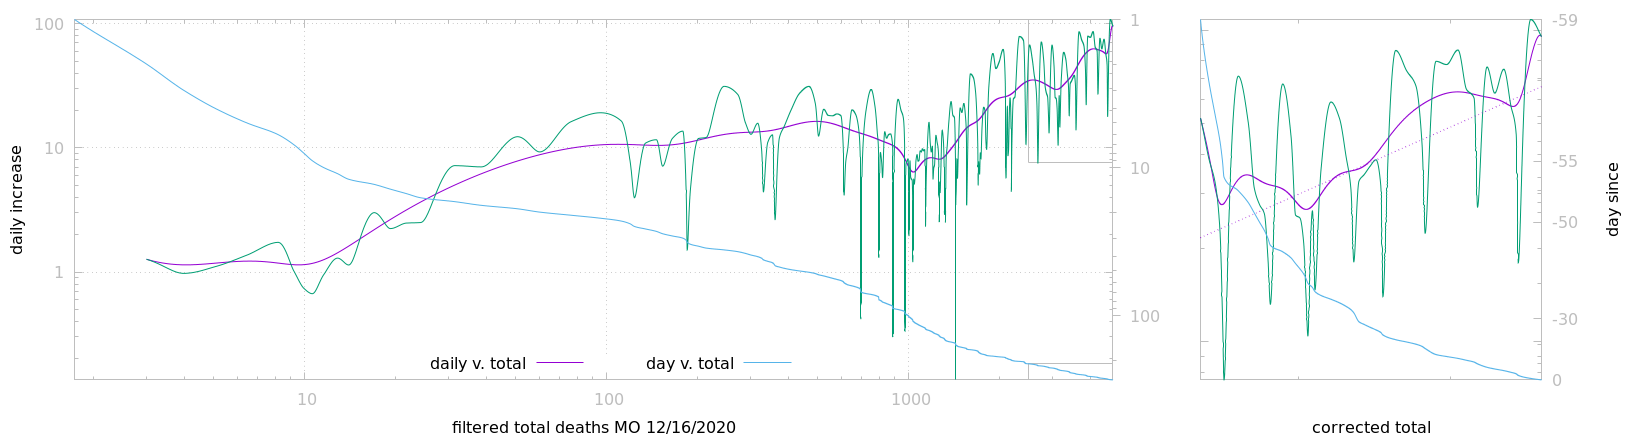 100
10
1
daily increase
daily v. total
day v. total
10
100
1000
filtered total deaths MO 12/16/2020
1
10
100
-59
-55
-50
-30
0
day since
corrected total